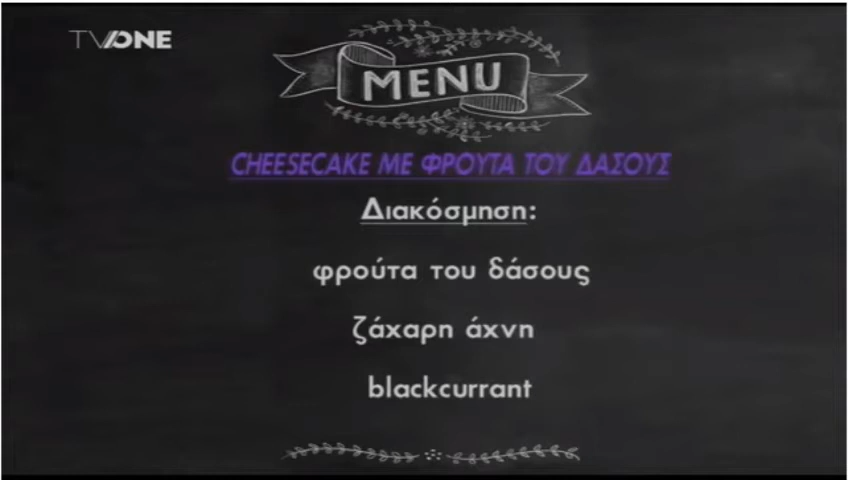 TVONE
MENU
CHEESECAKE ΜΕ ΦΡΟΥΤΑ ΤΟΥ ΔΑΣΟΥΣ
Διακόσμηση:
φρούτα του δάσους
ζάχαρη άχνη
blackcurrant